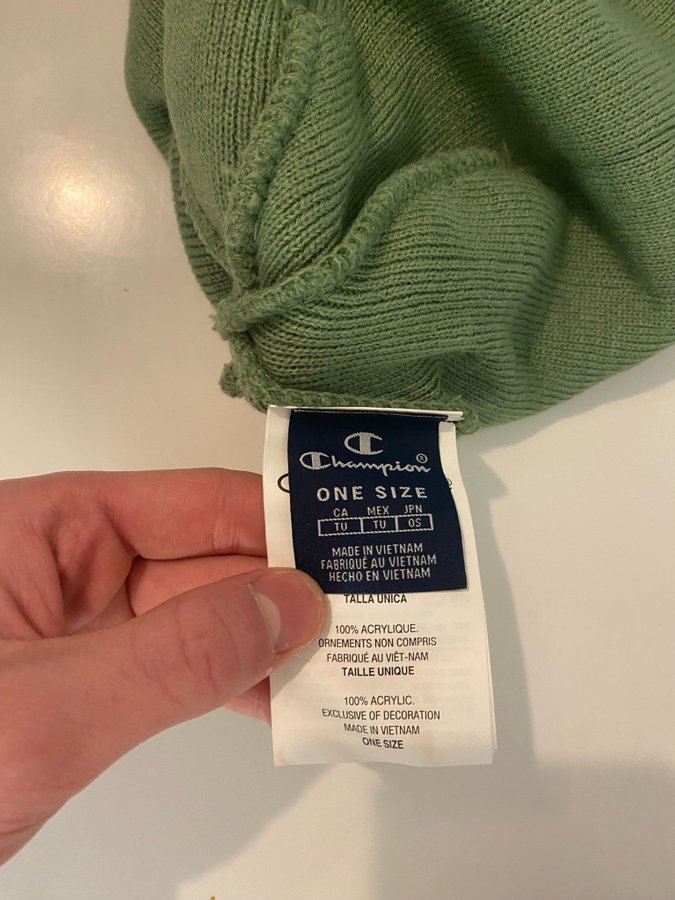 Champion®
ONE SIZE
CA MEX JPN
TU TU OS
MADE IN VIETNAM
FABRIQUÉ AU VIETNAM
HECHO EN VIETNAM
TALLA UNICA
100% ACRYLIQUE.
ORNEMENTS NON COMPRIS
FABRIQUÉ AU VIÊT-NAM
TAILLE UNIQUE
100% ACRYLIC.
EXCLUSIVE OF DECORATION
MADE IN VIETNAM
ONE SIZE